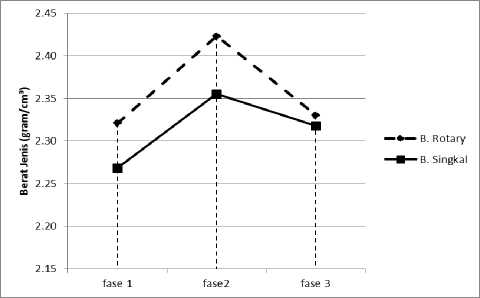 2.45
2.40
2.35
2.30
2.25
2.20
2.15
Berat Jenis (gram/cm³)
fase 1
fase2
fase 3
B. Rotary
B. Singkal